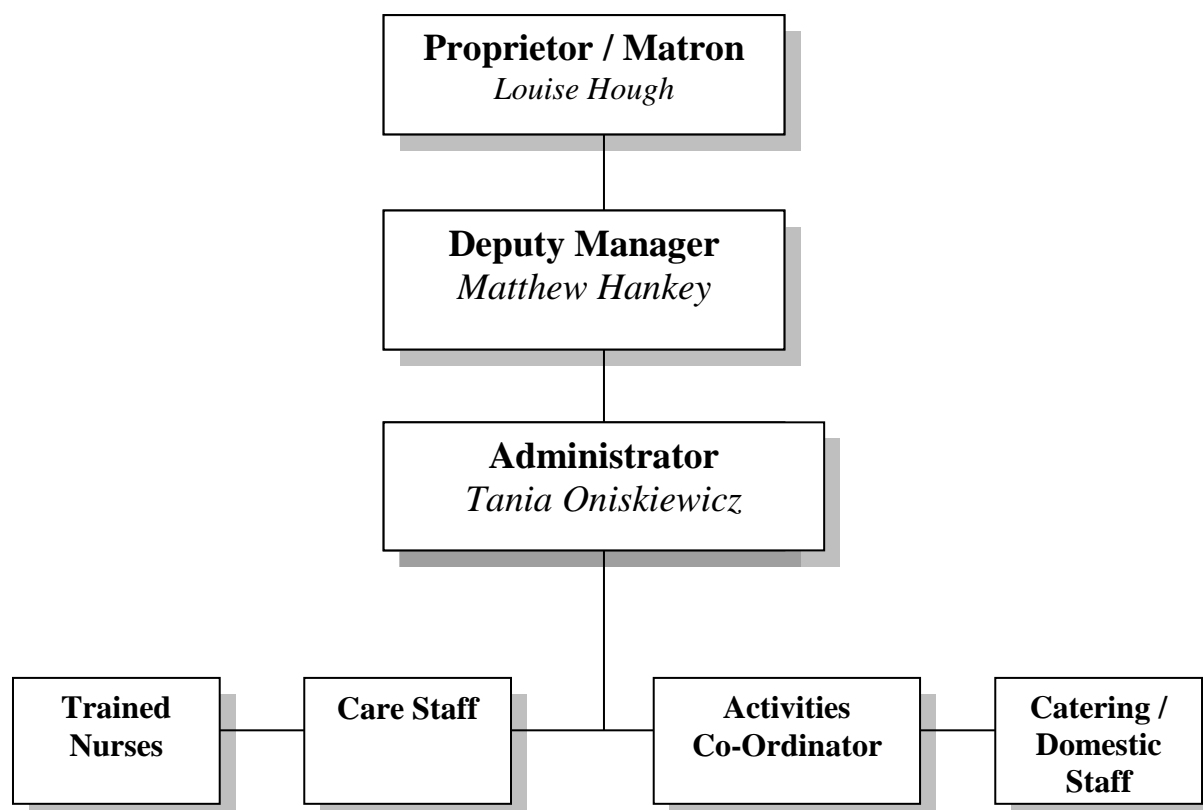 Proprietor / Matron
Louise Hough
Deputy Manager
Matthew Hankey
Administrator
Tania Oniskiewicz
Trained
Nurses
Care Staff
Activities
Co-Ordinator
Catering /
Domestic
Staff